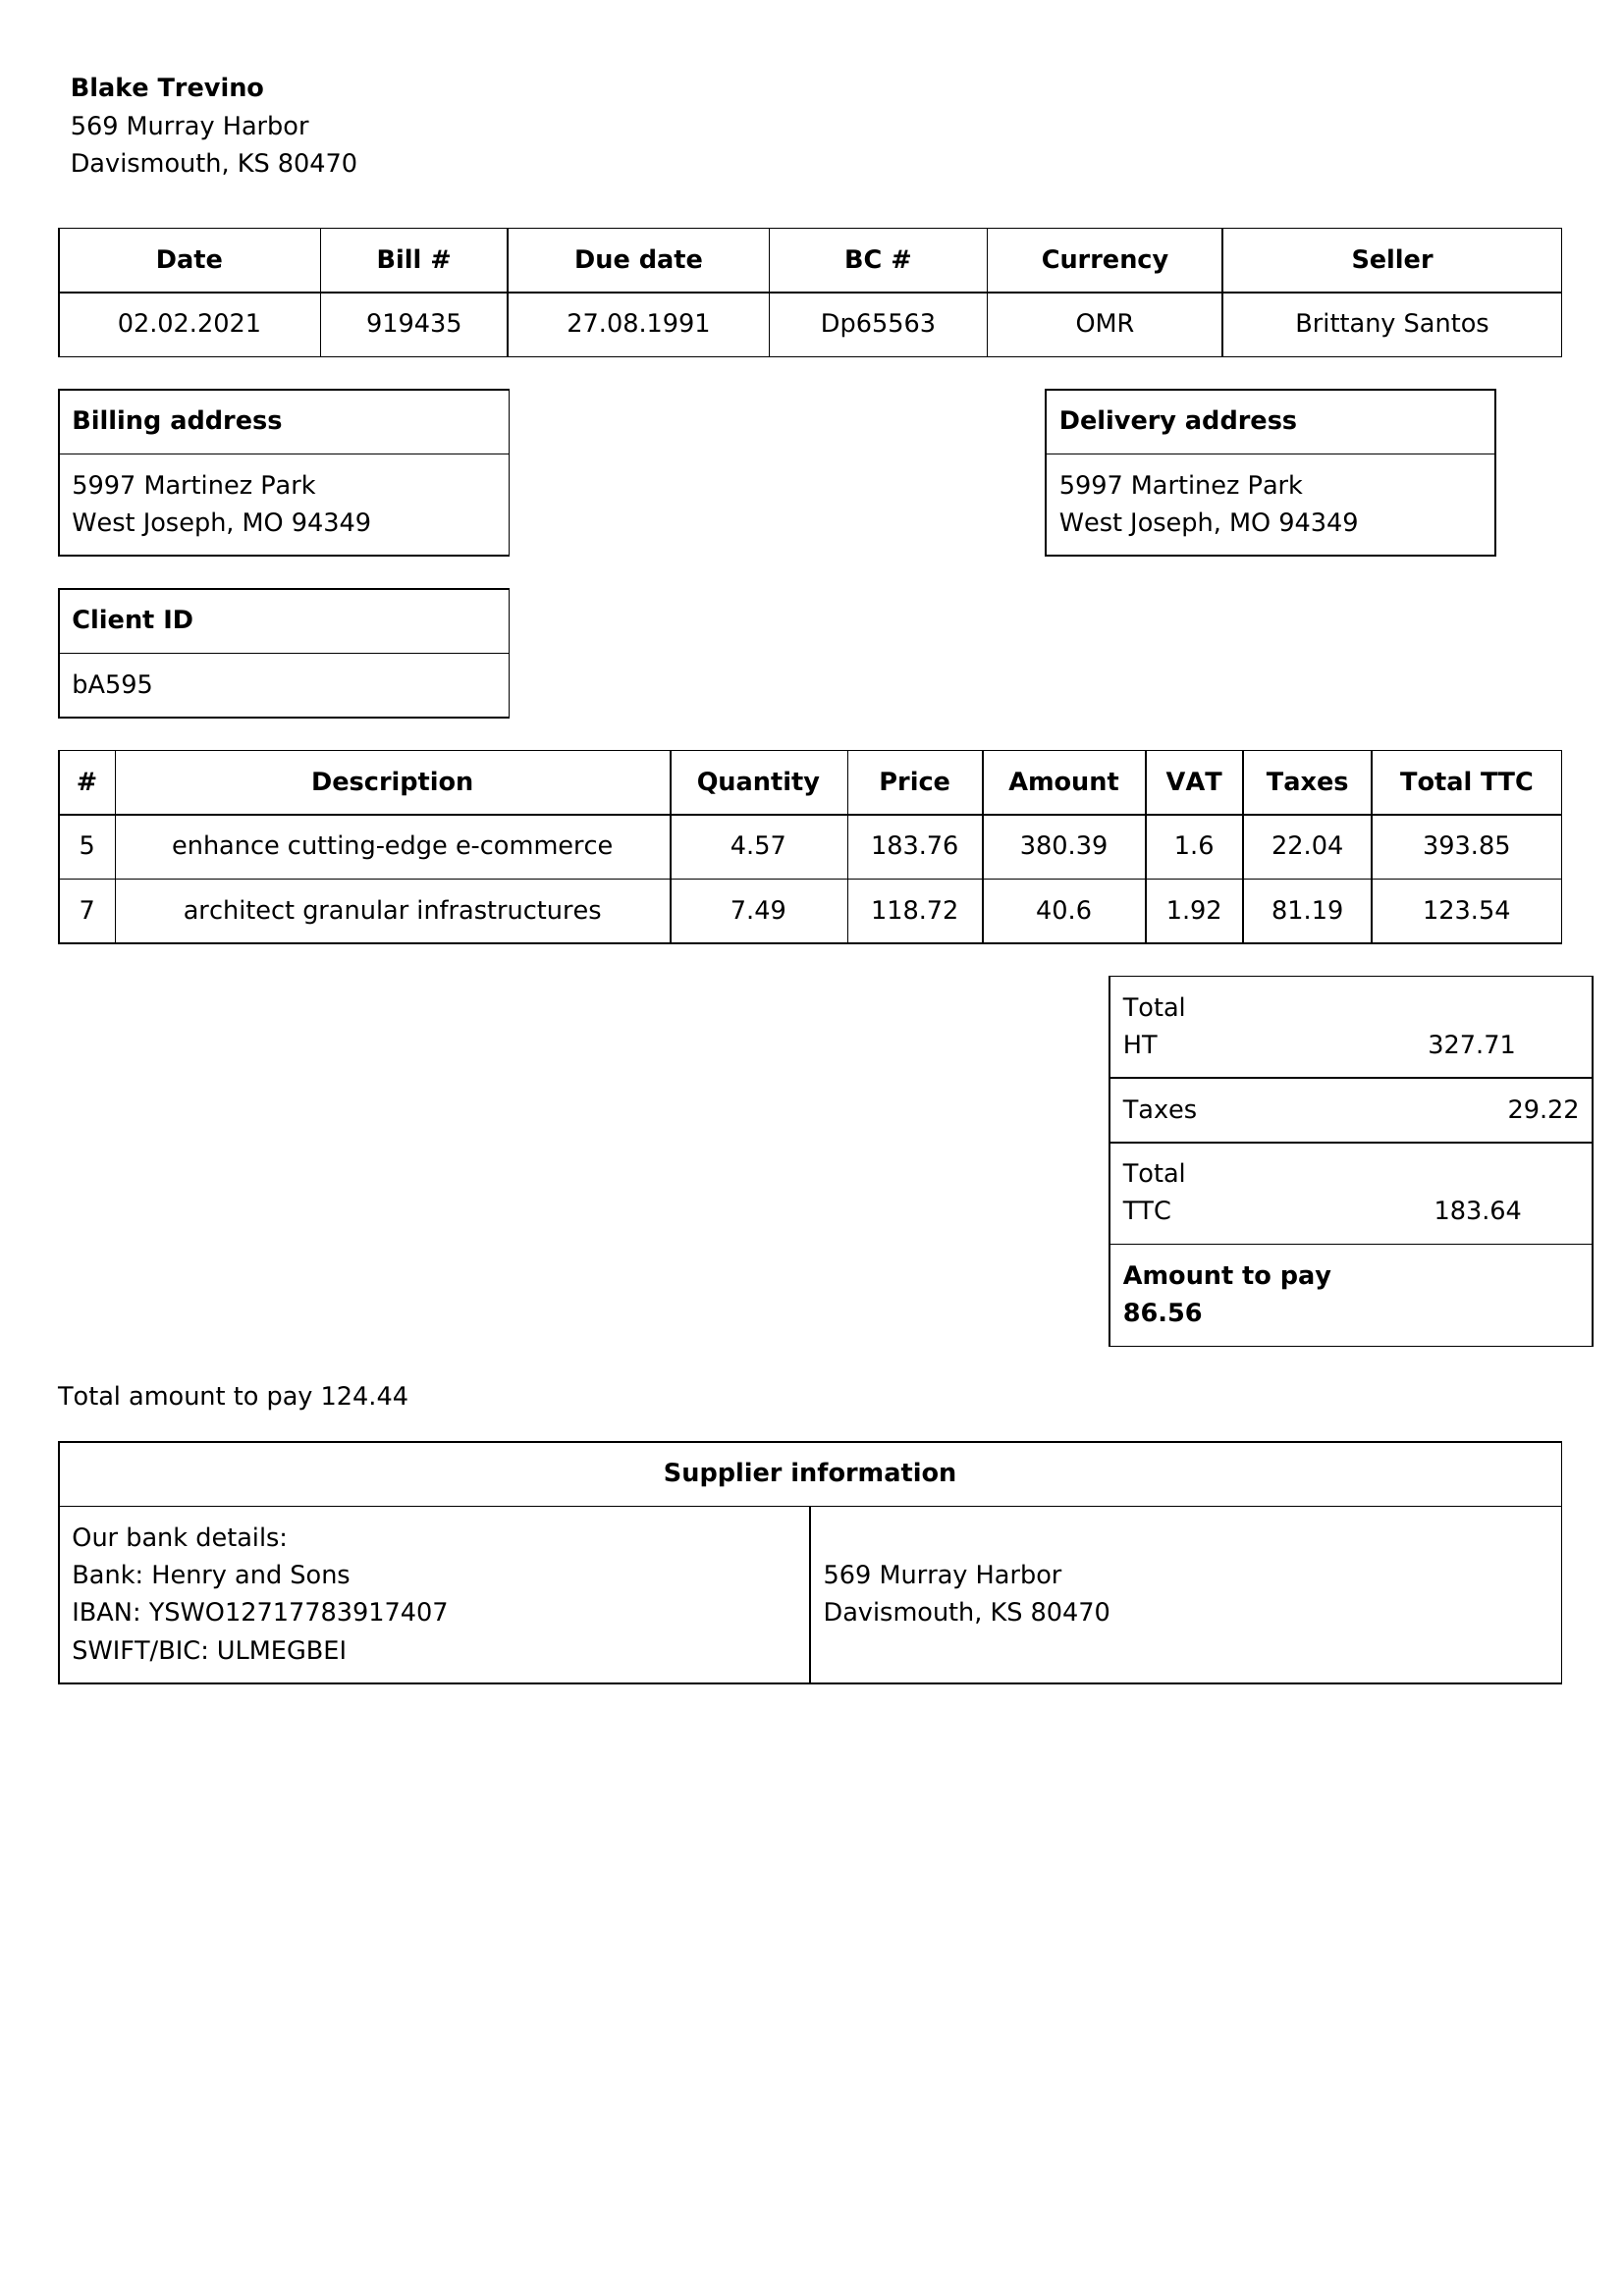 Blake Trevino
569 Murray Harbor
Davismouth, KS 80470
Date Bill # Due date BC # Currency Seller
02.02.2021 919435 27.08.1991 Dp65563 OMR Brittany Santos
Billing address
5997 Martinez Park
West Joseph, MO 94349
Delivery address
5997 Martinez Park
West Joseph, MO 94349
Client ID
bA595
# Description Quantity Price Amount VAT Taxes Total TTC
5 enhance cutting-edge e-commerce 4.57 183.76 380.39 1.6 22.04 393.85
7 architect granular infrastructures 7.49 118.72 40.6 1.92 81.19 123.54
Total
HT 327.71
Taxes 29.22
Total
TTC 183.64
Amount to pay
86.56
Total amount to pay 124.44
Supplier information
Our bank details:
Bank: Henry and Sons
IBAN: YSWO12717783917407
SWIFT/BIC: ULMEGBEI
569 Murray Harbor
Davismouth, KS 80470